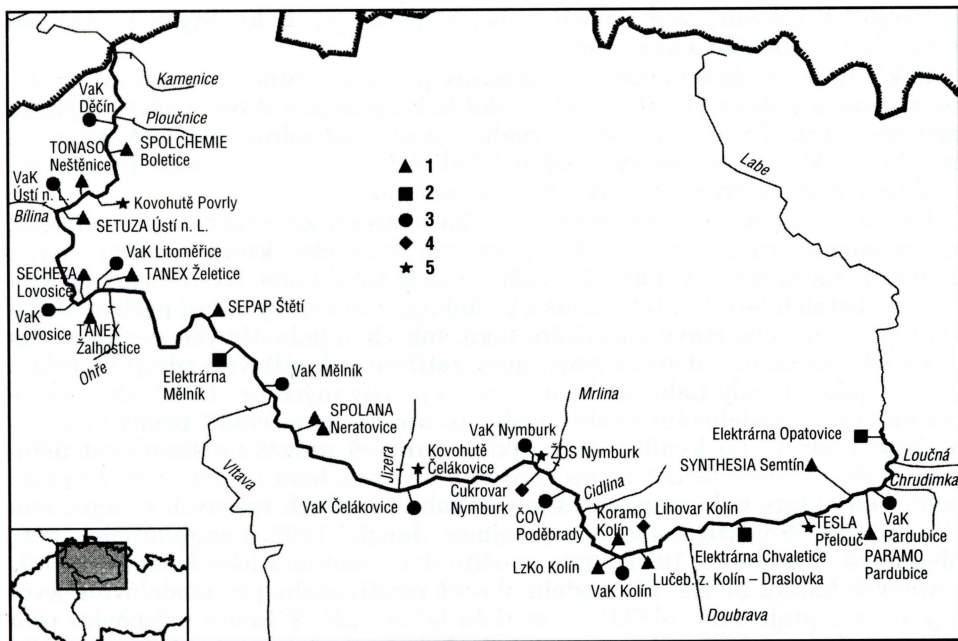 Kamenice
VaK
Děčín
Ploučnice
TONASO
Neštěnice
SPOLCHEMIE
Boletice
VaK
Ústí n. L.
Kovohutě Povrly
Bílina
SETUZA Ústí n. L.
VaK Litoměřice
SECHEZA
Lovosice
TANEX Želetice
VaK
Lovosice
TANEX
Žalhostice
Ohře
SEPAP Štětí
Elektrárna
Mělník
VaK Mělník
SPOLANA
Neratovice
Vltava
Jizera
Kovohutě
Čelákovice
VaK Čelákovice
1
2
3
4
5
Labe
Mrlina
VaK Nymburk
ŽDS Nymburk
Cukrovar
Nymburk
ČOV
Poděbrady
Cidlina
Koramo
Kolín
Lihovar Kolín
LzKo Kolín
VaK Kolín
Lučeb. z. Kolín – Draslovka
Elektrárna Chvaletice
Doubrava
Elektrárna Opatovice
SYNTHESIA Semtín
Loučná
Chrudimka
TESLA
Přelouč
VaK
Pardubice
PARAMO
Pardubice